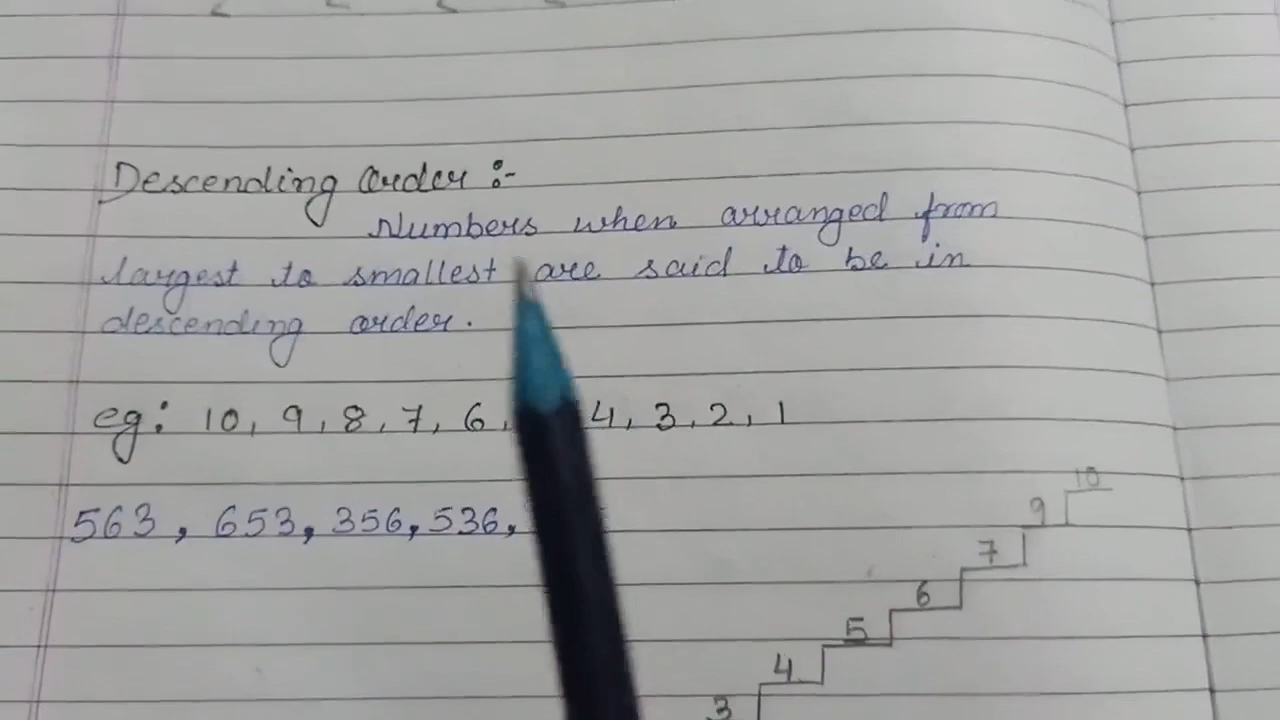 Descending Order :-
Numbers when arranged from
largest to smallest are said to be in
descending order.
eg: 10, 9, 8, 7, 6, 4, 3, 2, 1
563, 653, 356, 536,
10
9
7
6
5
4
3